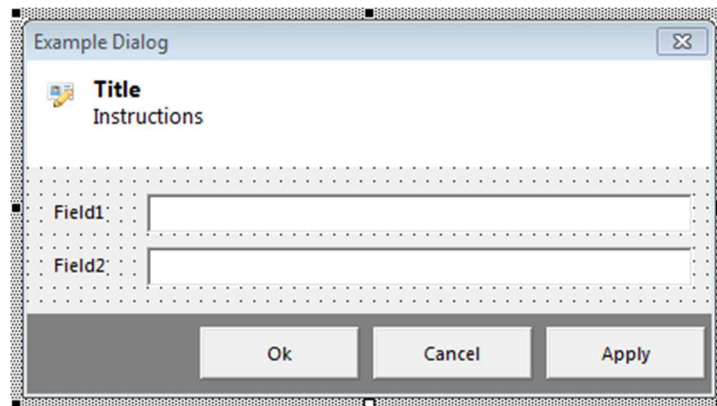 Example Dialog
Title
Instructions
Field1
Field2
Ok Cancel Apply